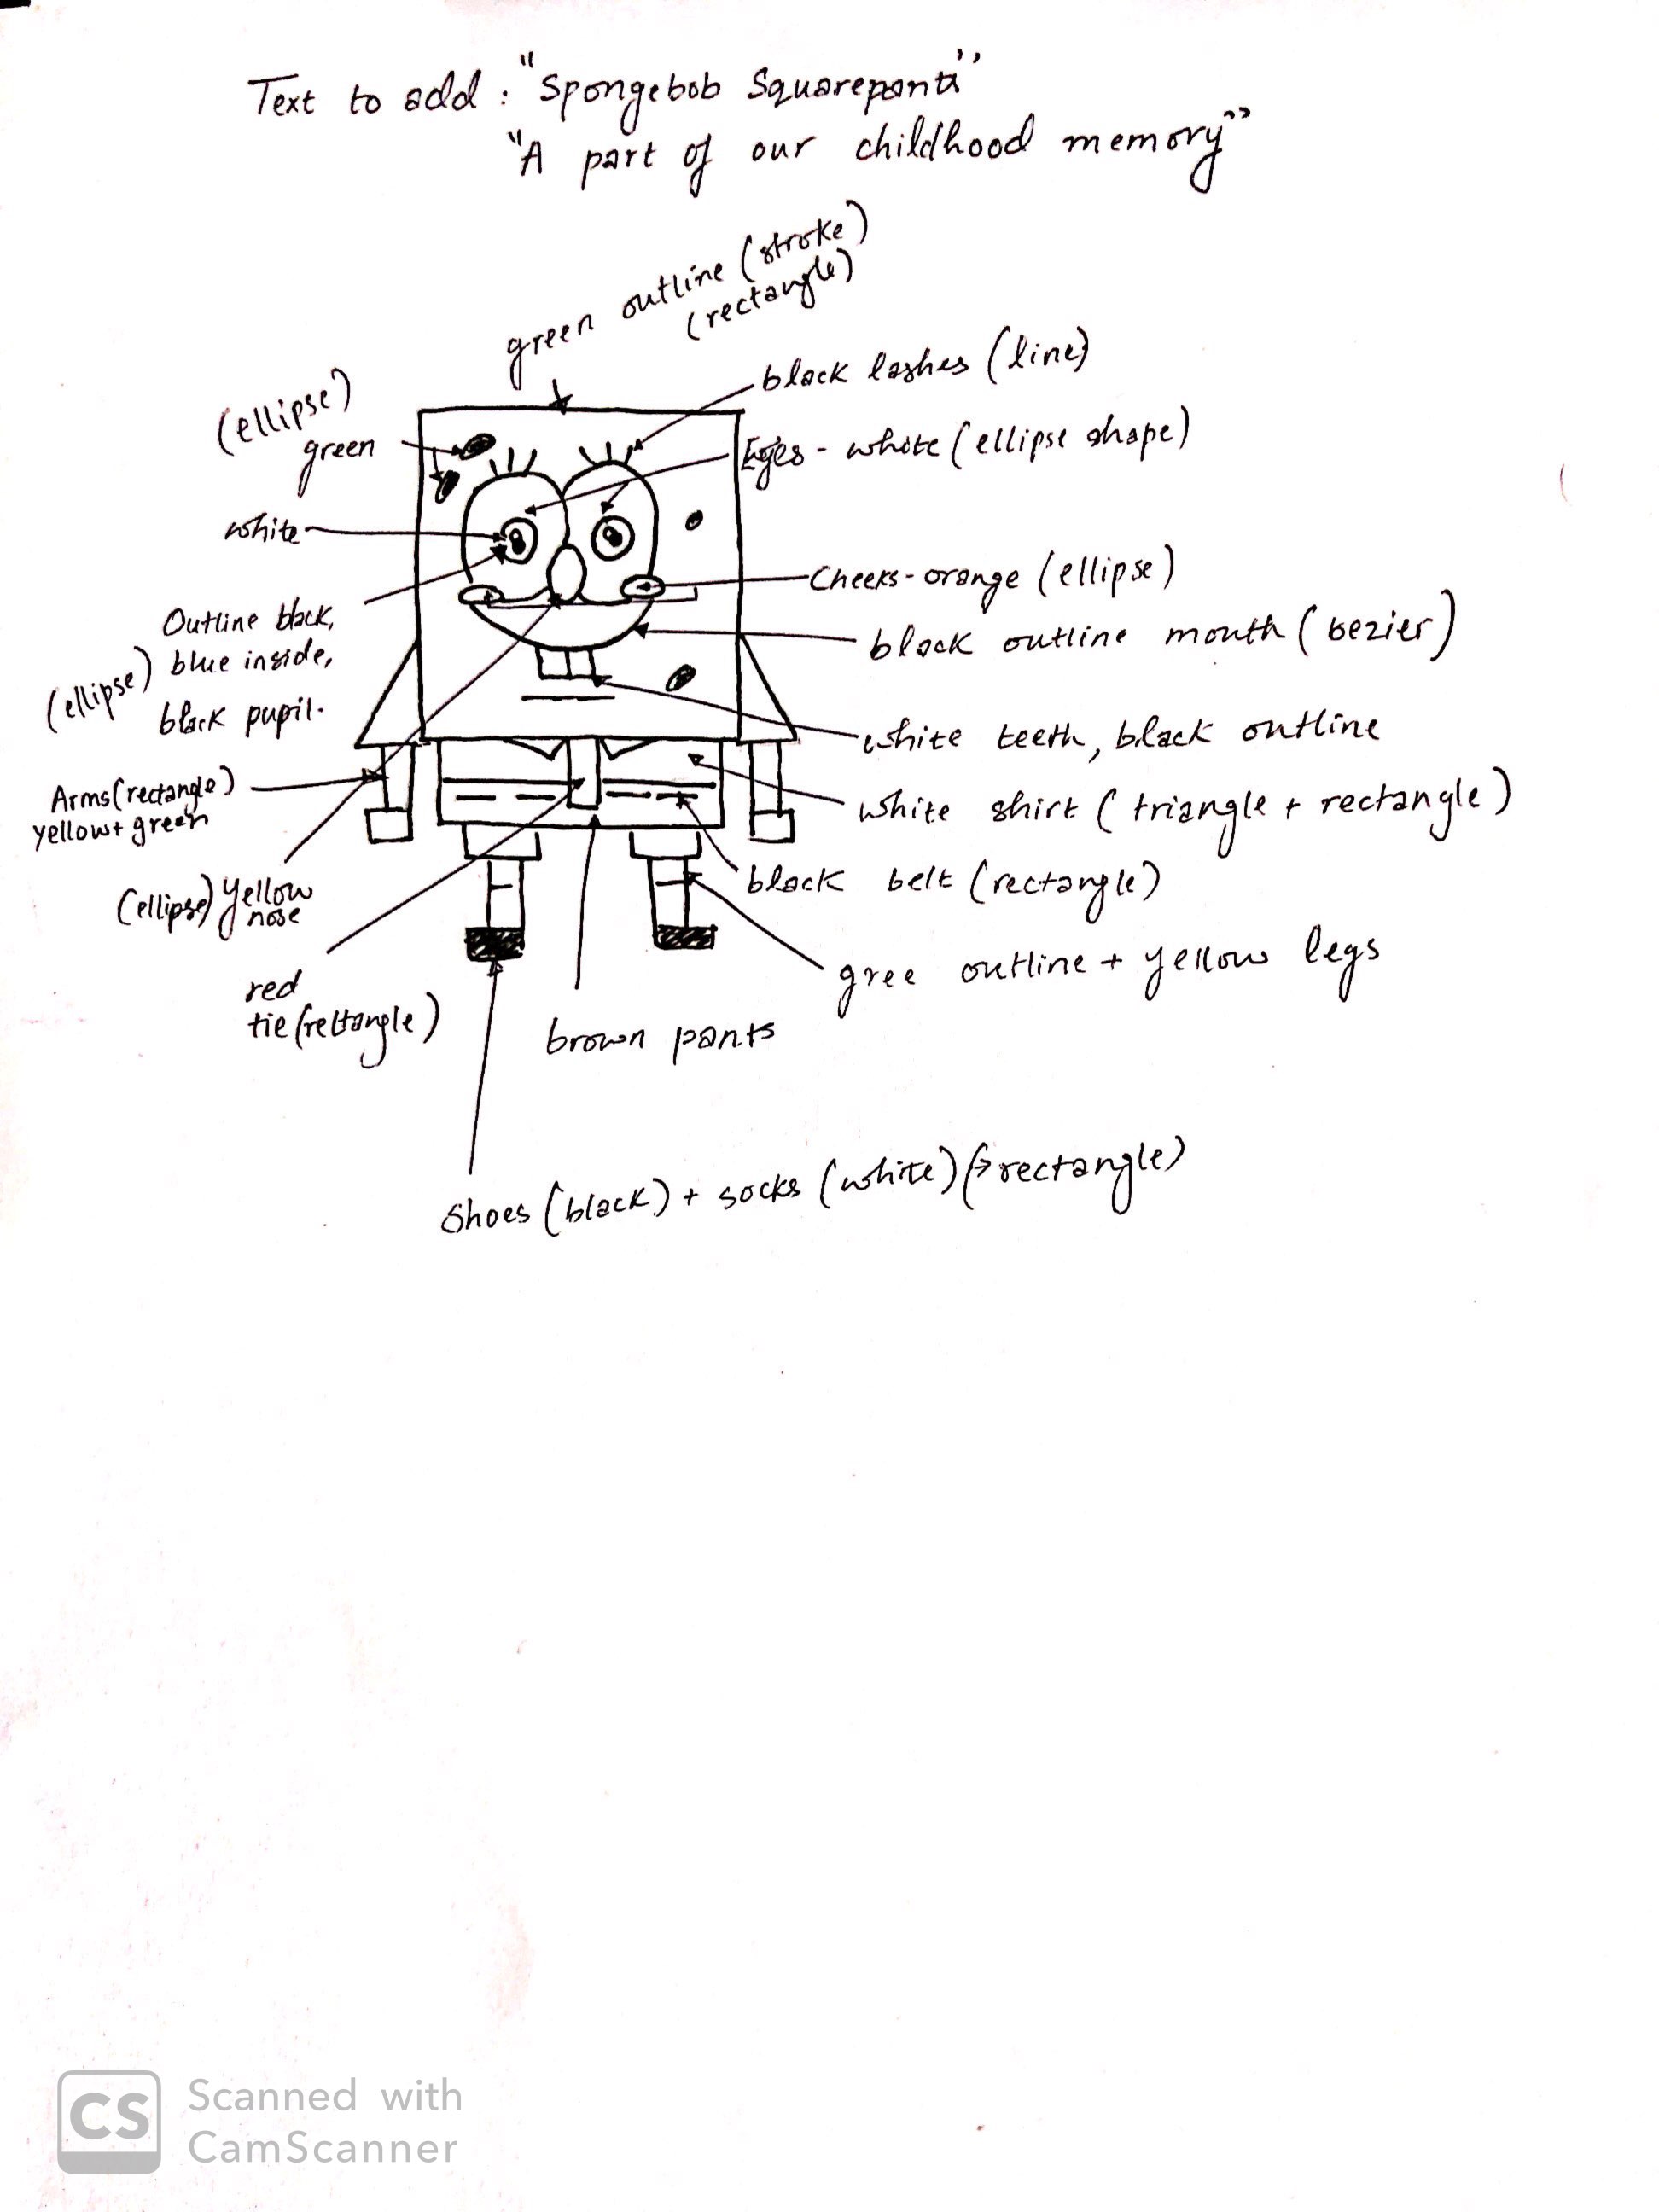 Text to add : "Spongebob Squarepants"
"A part of our childhood memory"
green outline (stroke)
(rectangle)
black lashes (line)
(ellipse)
green
Eyes - white (ellipse shape)
white
Cheeks - orange (ellipse)
Outline black,
(ellipse) blue inside,
black pupil.
black outline mouth (bezier)
white teeth, black outline
Arms (rectangle)
yellow + green
white shirt (triangle + rectangle)
black belt (rectangle)
(ellipse) Yellow
nose
gree outline + yellow legs
red
tie (rectangle)
brown pants
Shoes (black) + socks (white) (rectangle)
CS
Scanned with
CamScanner